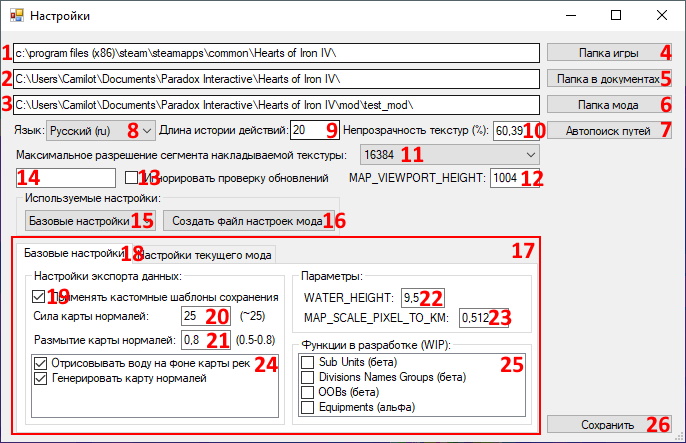 Настройки
1 c:\program files (x86)\steam\steamapps\common\Hearts of Iron IV\ Папка игры 4
2 C:\Users\Camilot\Documents\Paradox Interactive\Hearts of Iron IV\ Папка в документах 5
3 C:\Users\Camilot\Documents\Paradox Interactive\Hearts of Iron IV\mod\test_mod\ Папка мода 6
Язык: Русский (ru) 8 Длина истории действий: 20 9 Непрозрачность текстур (%): 60,39 10 Автопоиск путей 7
Максимальное разрешение сегмента накладываемой текстуры: 16384 11
14 13 Игнорировать проверку обновлений MAP_VIEWPORT_HEIGHT: 1004 12
Используемые настройки:
Базовые настройки 15 Создать файл настроек мода 16
Базовые настройки 18 Настройки текущего мода 17
Настройки экспорта данных: Параметры:
19 Применять кастомные шаблоны сохранения WATER_HEIGHT: 9,5 22
Сила карты нормалей: 25 20 (~25) MAP_SCALE_PIXEL_TO_KM: 0,512 23
Размытие карты нормалей: 0,8 21 (0.5-0.8) Функции в разработке (WIP):
Отрисовывать воду на фоне карты рек 24 Sub Units (бета) 25
Генерировать карту нормалей Divisions Names Groups (бета)
OOBs (бета)
Equipments (альфа)
Сохранить 26